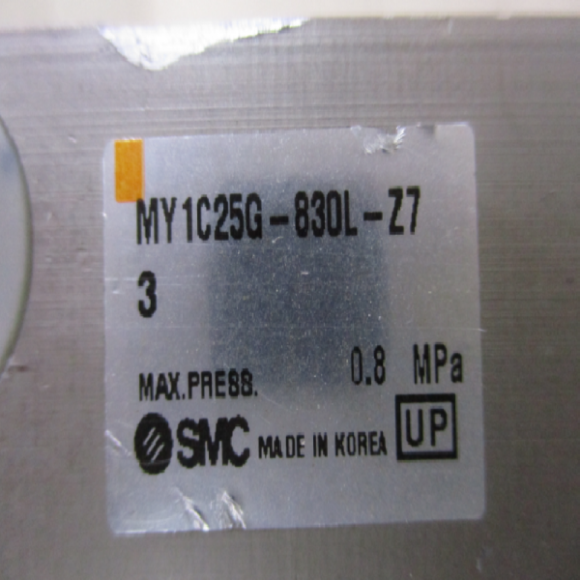 MY1C25G-830L-Z7
3
MAX.PRESS. 0.8 MPa
SMC MADE IN KOREA UP